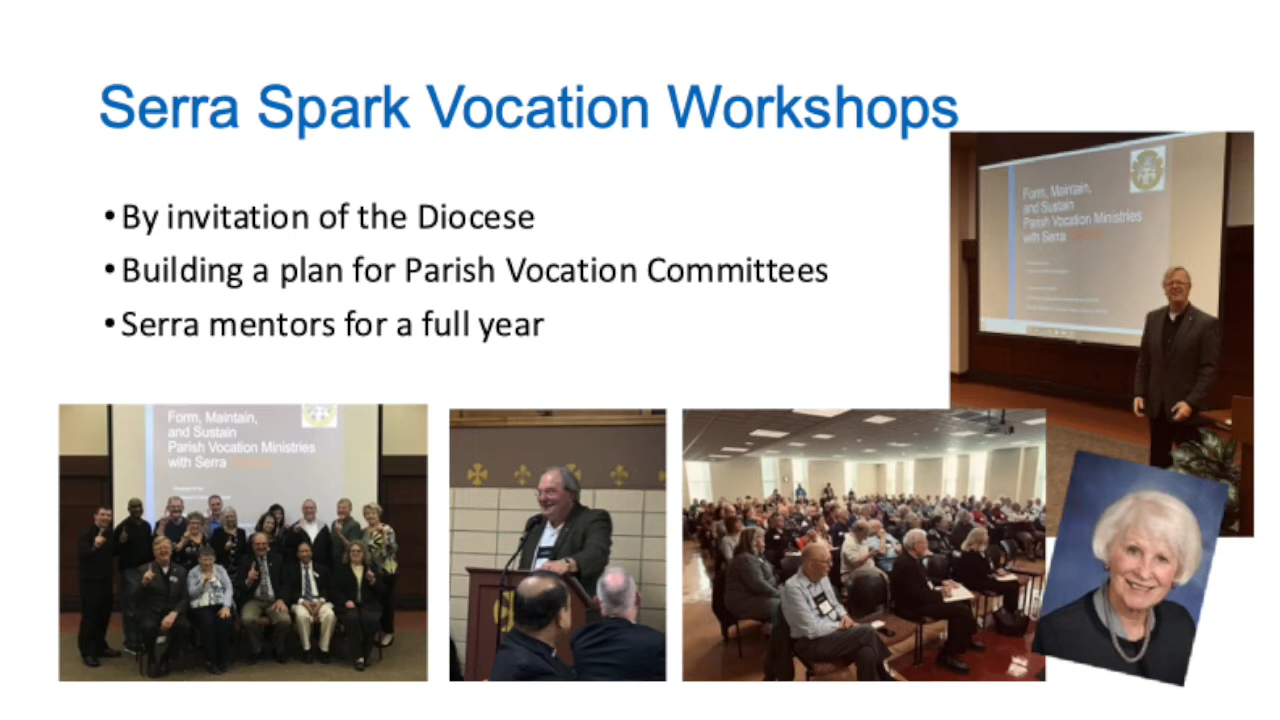 Serra Spark Vocation Workshops
• By invitation of the Diocese
• Building a plan for Parish Vocation Committees
• Serra mentors for a full year
Form, Maintain,
and Sustain
Parish Vocation Ministries
with Serra
Form, Maintain,
and Sustain
Parish Vocation Ministries
with Serra